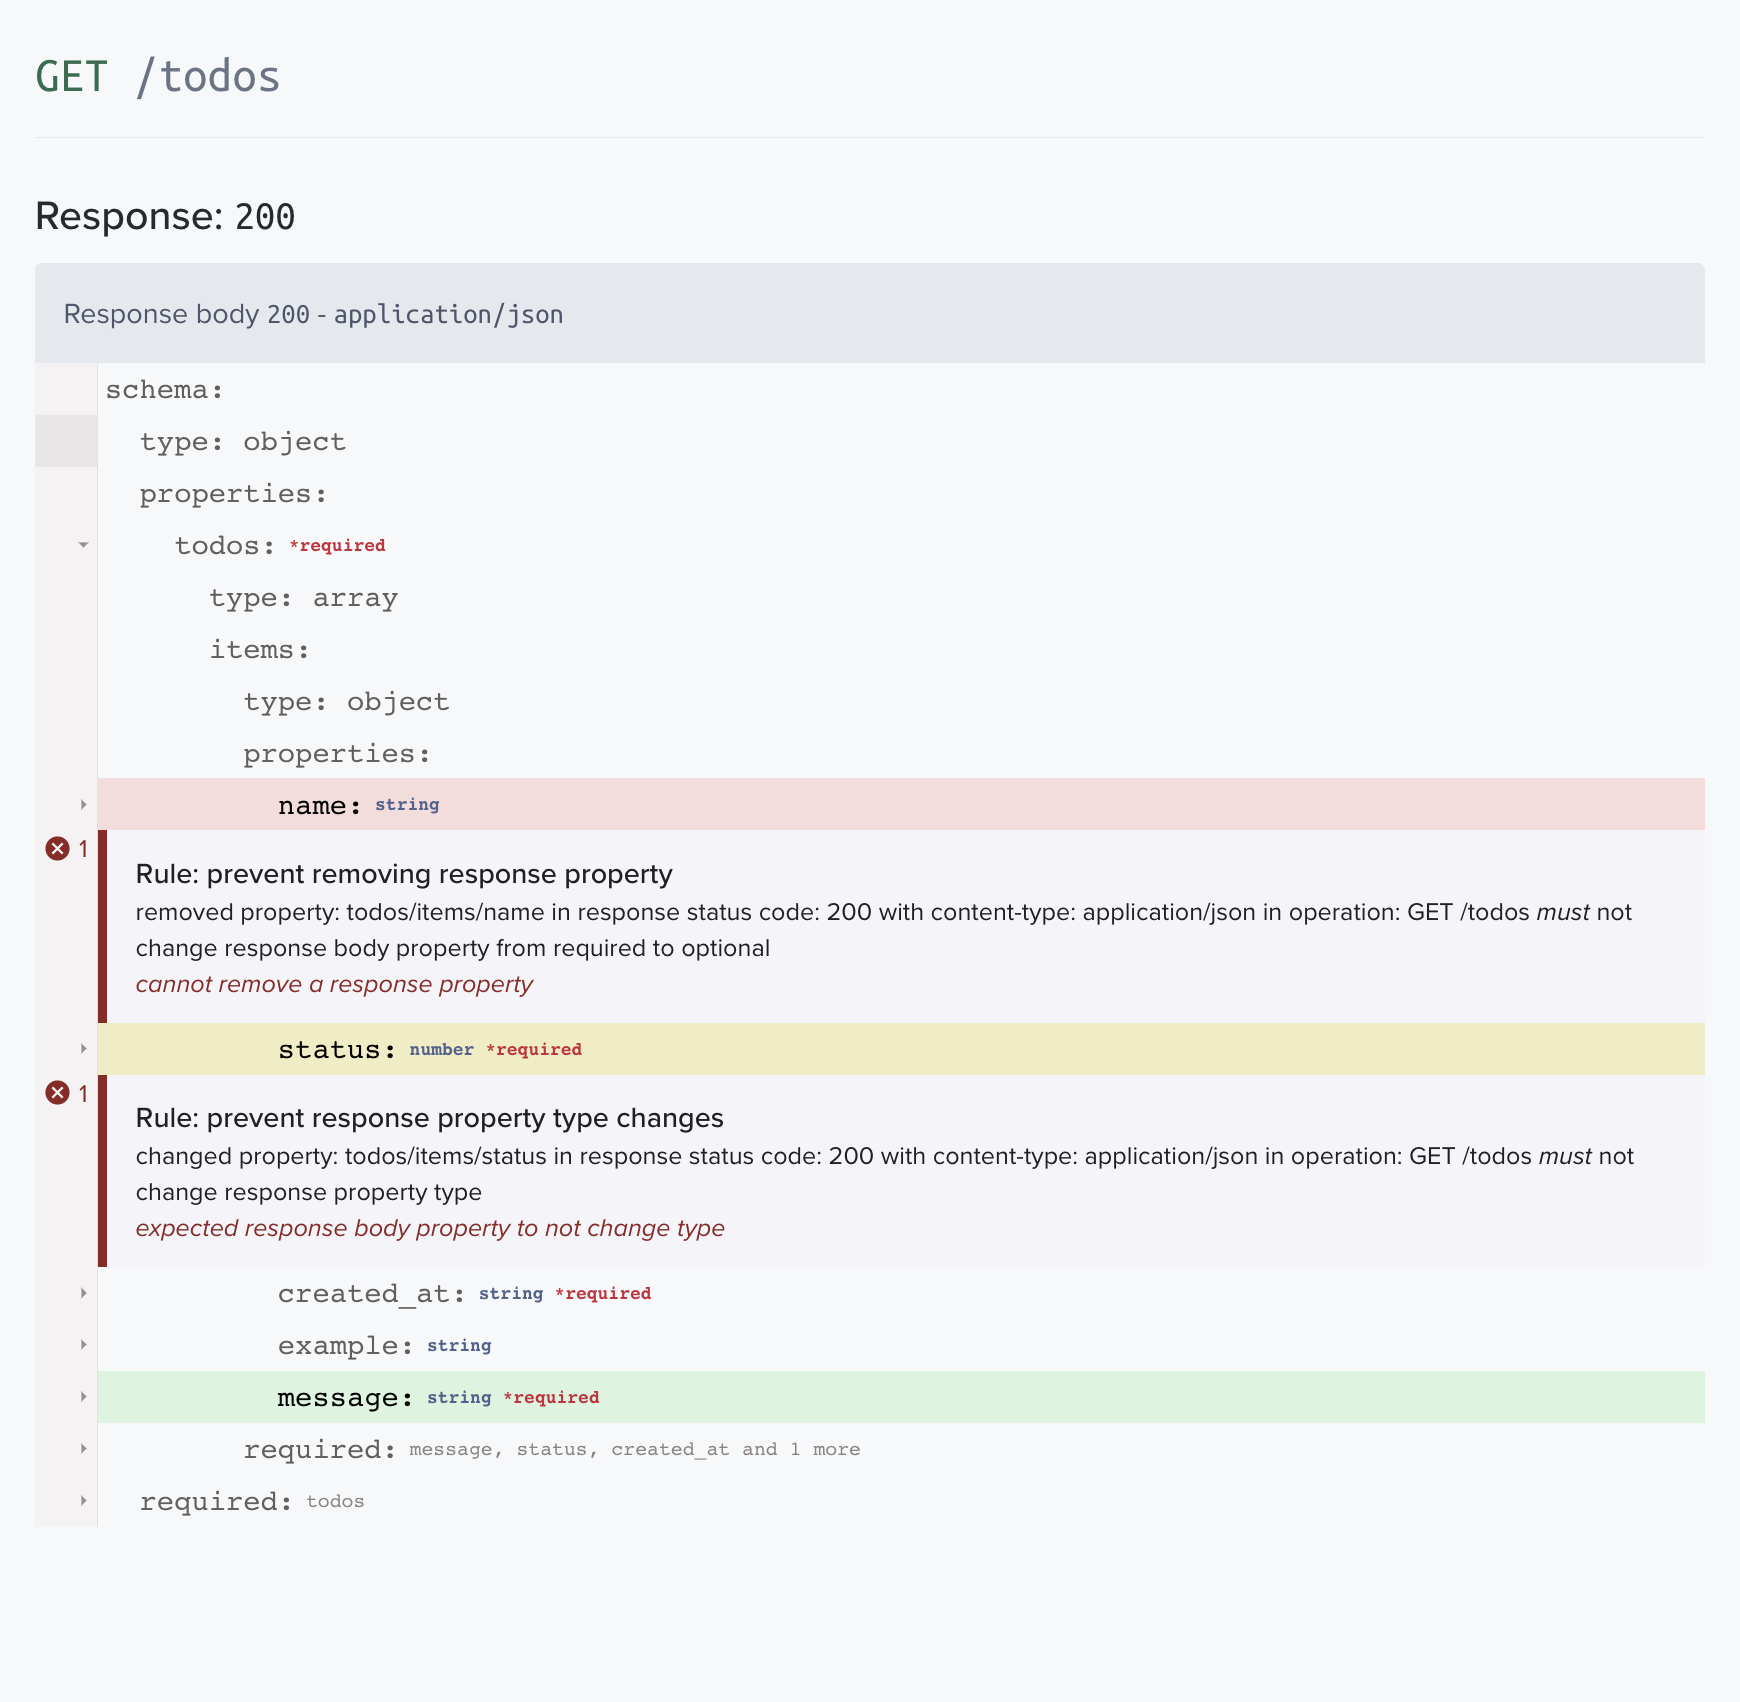 GET /todos
Response: 200
Response body 200 - application/json
schema:
type: object
properties:
todos: *required
type: array
items:
type: object
properties:
name: string
1
Rule: prevent removing response property
removed property: todos/items/name in response status code: 200 with content-type: application/json in operation: GET /todos must not
change response body property from required to optional
cannot remove a response property
status: number *required
1
Rule: prevent response property type changes
changed property: todos/items/status in response status code: 200 with content-type: application/json in operation: GET /todos must not
change response property type
expected response body property to not change type
created_at: string *required
example: string
message: string *required
required: message, status, created_at and 1 more
required: todos